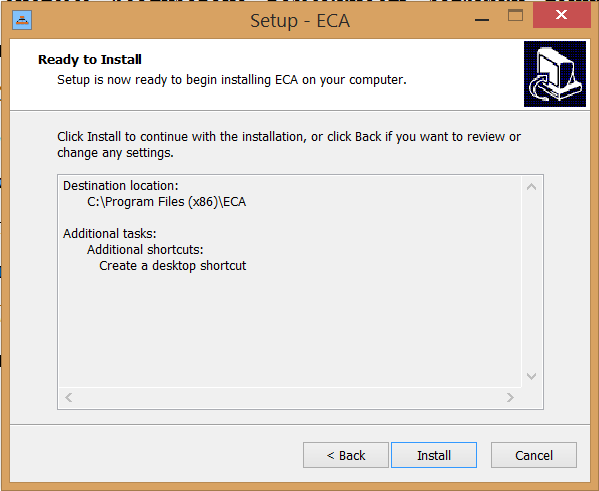 Setup - ECA
Ready to Install
Setup is now ready to begin installing ECA on your computer.
Click Install to continue with the installation, or click Back if you want to review or
change any settings.
Destination location:
C:\Program Files (x86)\ECA
Additional tasks:
Additional shortcuts:
Create a desktop shortcut
< Back
Install
Cancel